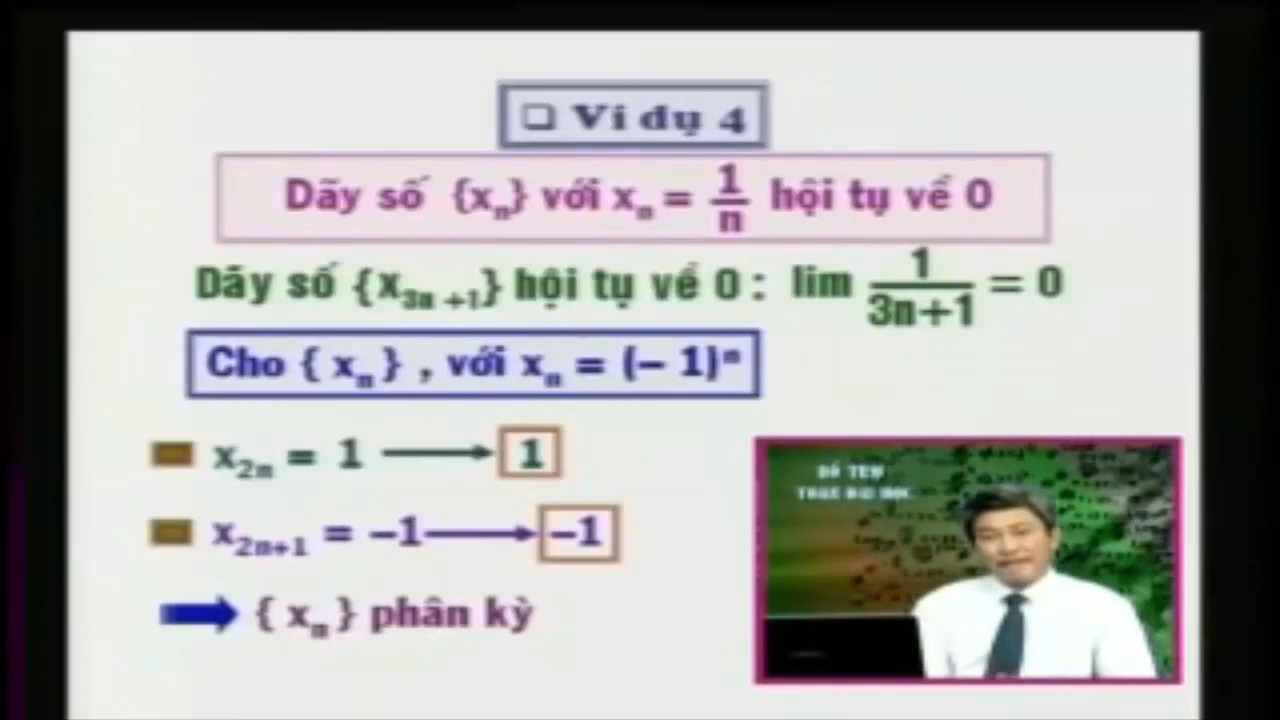 ❑ Ví dụ 4
Dãy số {xₙ} với xₙ = 1/n hội tụ về 0
Dãy số {x₃ₙ₊₁} hội tụ về 0 : lim 1/(3n+1) = 0
Cho { xₙ } , với xₙ = (– 1)ⁿ
x₂ₙ = 1 ⟶ 1
x₂ₙ₊₁ = –1 ⟶ –1
{ xₙ } phân kỳ